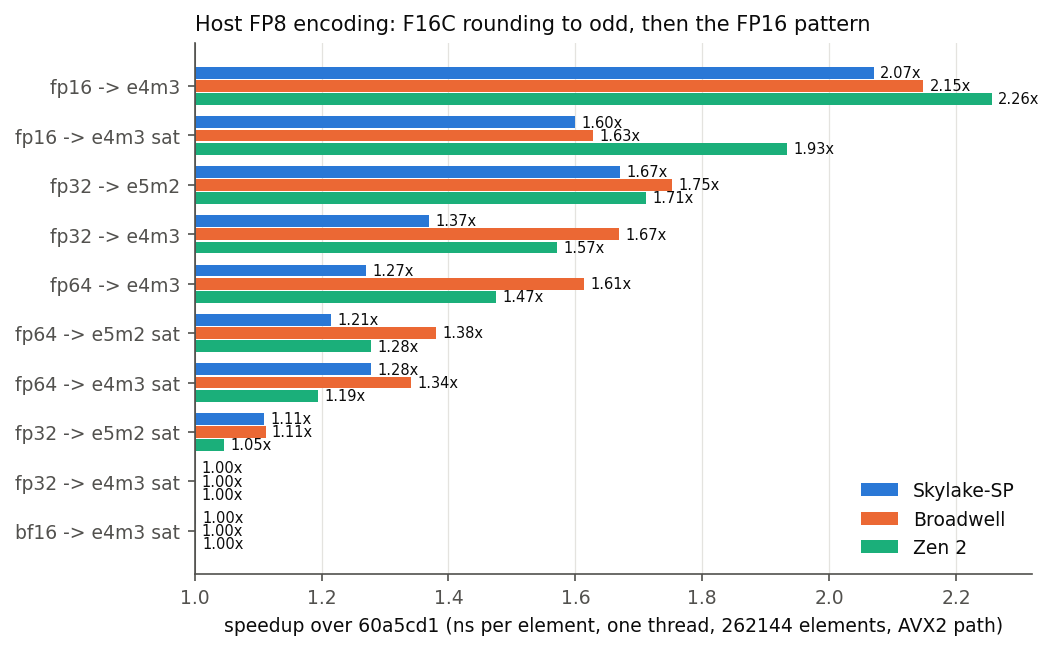 Host FP8 encoding: F16C rounding to odd, then the FP16 pattern
fp16 -> e4m3
2.07x
2.15x
2.26x
fp16 -> e4m3 sat
1.60x
1.63x
1.93x
fp32 -> e5m2
1.67x
1.75x
1.71x
fp32 -> e4m3
1.37x
1.67x
1.57x
fp64 -> e4m3
1.27x
1.61x
1.47x
fp64 -> e5m2 sat
1.21x
1.38x
1.28x
fp64 -> e4m3 sat
1.28x
1.34x
1.19x
fp32 -> e5m2 sat
1.11x
1.11x
1.05x
fp32 -> e4m3 sat
1.00x
1.00x
1.00x
bf16 -> e4m3 sat
1.00x
1.00x
1.00x
Skylake-SP
Broadwell
Zen 2
1.0 1.2 1.4 1.6 1.8 2.0 2.2
speedup over 60a5cd1 (ns per element, one thread, 262144 elements, AVX2 path)